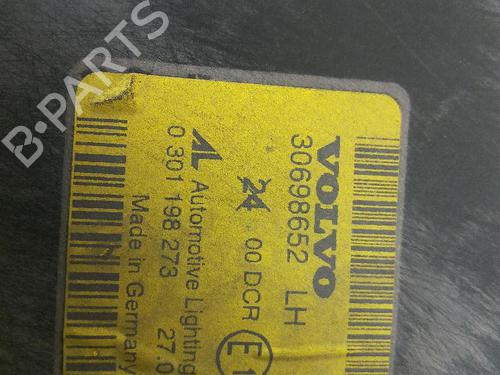 B-PARTS
VOLVO
30698652 LH
24 00 DCR E
AL Automotive Lighting
0 301 198 273 27.0
Made in Germany